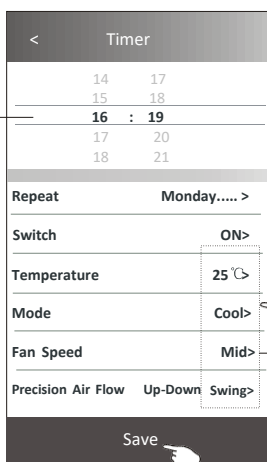 < Timer
14 17
15 18
16 : 19
17 20
18 21
Repeat Monday..... >
Switch ON>
Temperature 25℃>
Mode Cool>
Fan Speed Mid>
Precision Air Flow Up-Down Swing>
Save